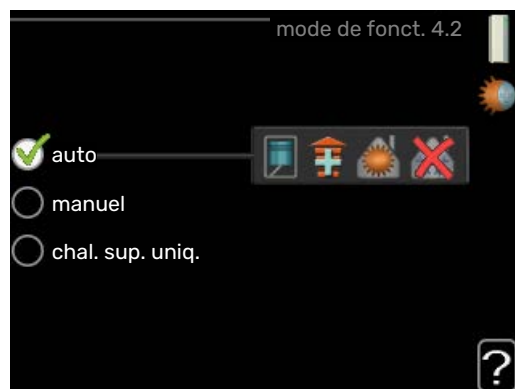 mode de fonct. 4.2
auto
manuel
chal. sup. uniq.
?